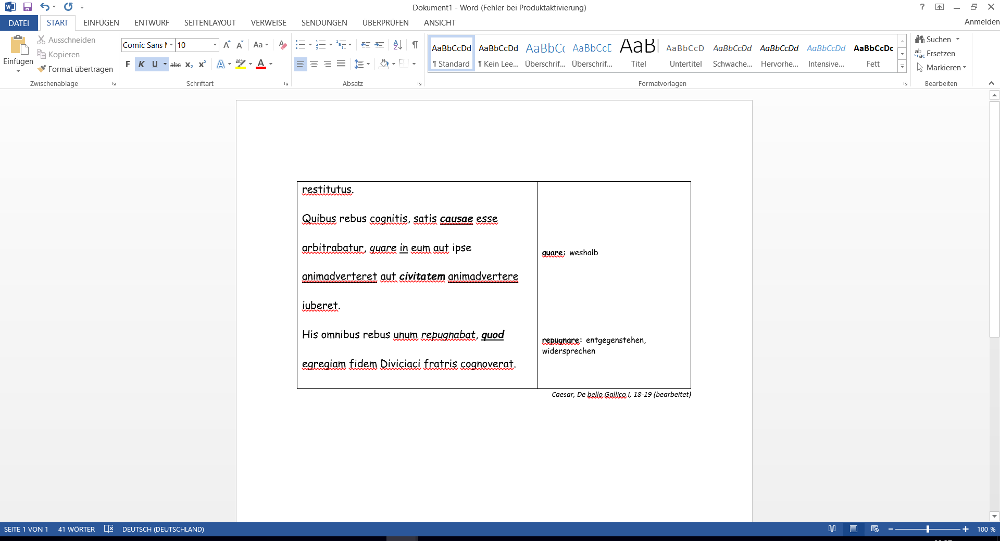 Dokument1 - Word (Fehler bei Produktaktivierung)
?
DATEI START EINFÜGEN ENTWURF SEITENLAYOUT VERWEISE SENDUNGEN ÜBERPRÜFEN ANSICHT Anmelden
Einfügen
Ausschneiden
Kopieren
Format übertragen
Zwischenablage
Comic Sans M 10
F K U abc x₂ x²
Schriftart
Absatz
AaBbCcDd AaBbCcDd AaBbCc AaBbCcD AaBl AaBbCcD AaBbCcDd AaBbCcDd AaBbCcDd AaBbCcDc
¶ Standard ¶ Kein Lee... Überschrif... Überschrif... Titel Untertitel Schwache... Hervorhe... Intensive... Fett
Formatvorlagen
Suchen
Ersetzen
Markieren
Bearbeiten
restitutus.
Quibus rebus cognitis, satis causae esse
arbitrabatur, quare in eum aut ipse
animadverteret aut civitatem animadvertere
iuberet.
His omnibus rebus unum repugnabat, quod
egregiam fidem Diviciaci fratris cognoverat.
quare: weshalb
repugnare: entgegenstehen,
widersprechen
Caesar, De bello Gallico I, 18-19 (bearbeitet)
SEITE 1 VON 1 41 WÖRTER DEUTSCH (DEUTSCHLAND) 100 %